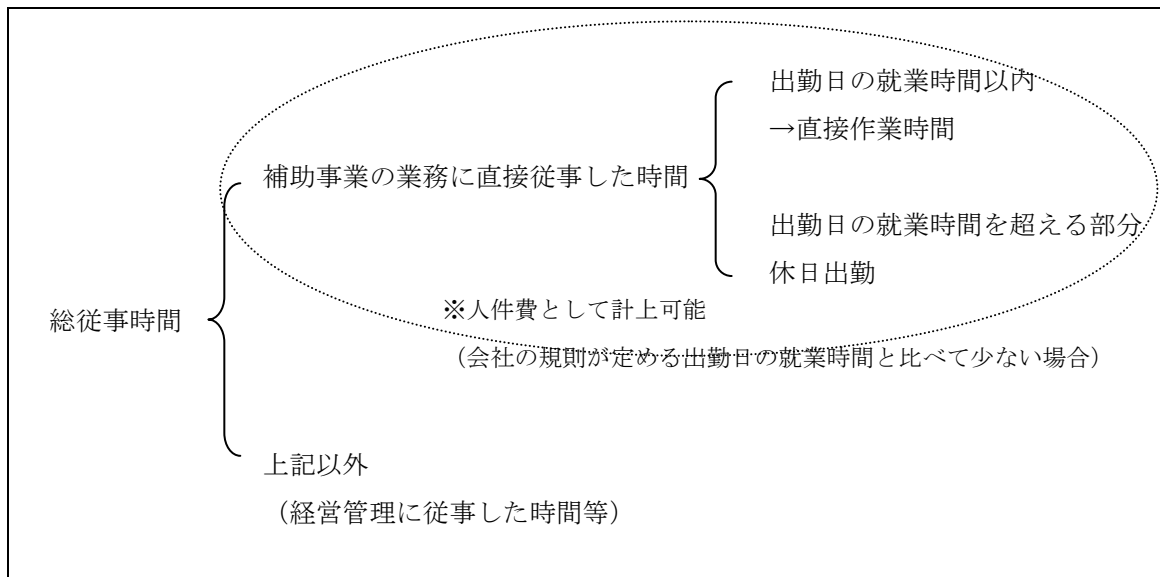 出勤日の就業時間以内
→直接作業時間
補助事業の業務に直接従事した時間
出勤日の就業時間を超える部分
休日出勤
※人件費として計上可能
（会社の規則が定める出勤日の就業時間と比べて少ない場合）
総従事時間
上記以外
（経営管理に従事した時間等）